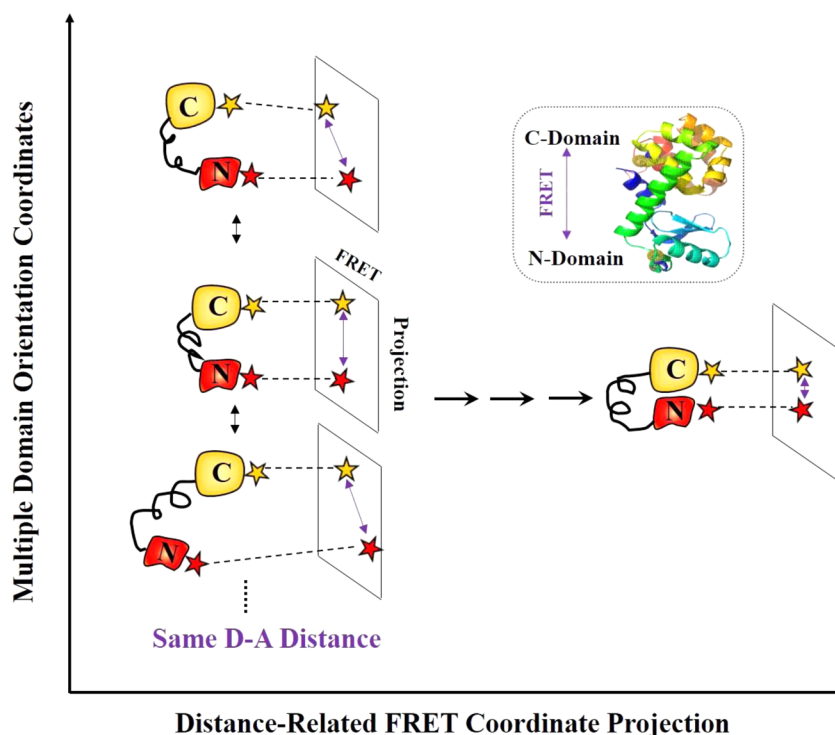 Multiple Domain Orientation Coordinates
C
N
FRET
Projection
C
N
C
N
Same D-A Distance
C-Domain
FRET
N-Domain
C
N
Distance-Related FRET Coordinate Projection